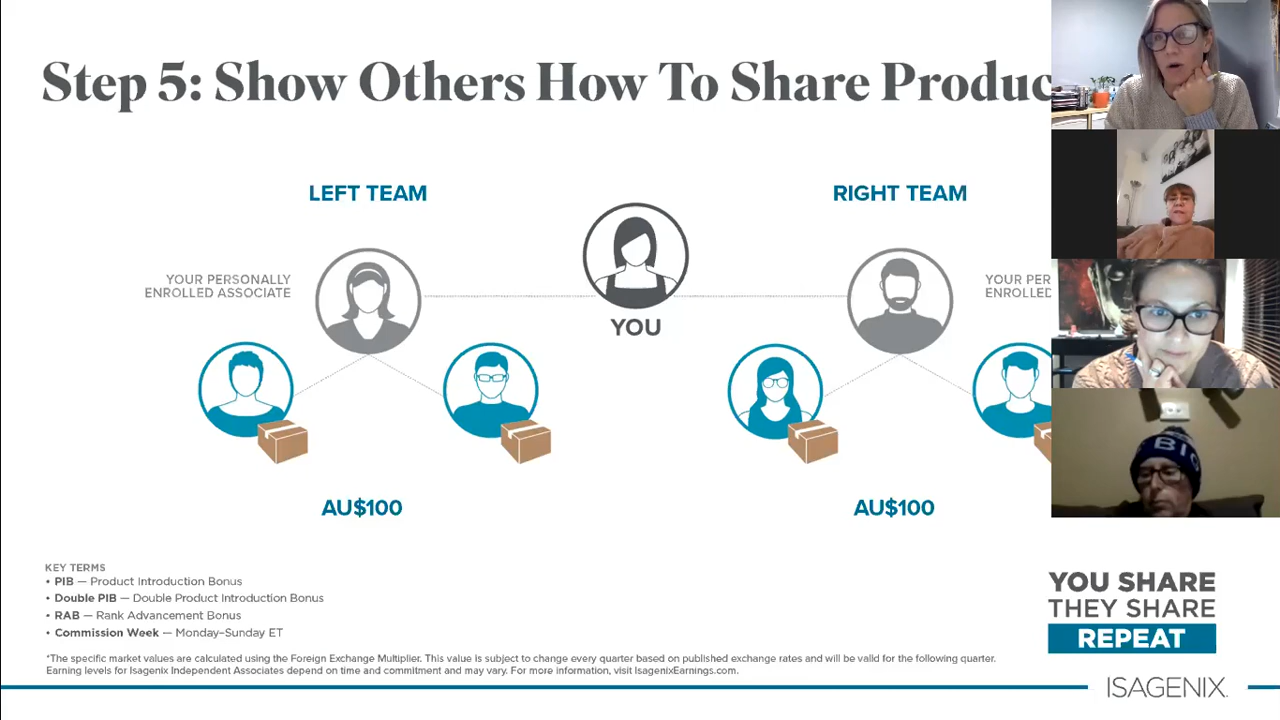 Step 5: Show Others How To Share Produc
LEFT TEAM
RIGHT TEAM
YOUR PERSONALLY
ENROLLED ASSOCIATE
YOUR PER
ENROLLED
YOU
AU$100
AU$100
KEY TERMS
• PIB — Product Introduction Bonus
• Double PIB — Double Product Introduction Bonus
• RAB — Rank Advancement Bonus
• Commission Week — Monday–Sunday ET
*The specific market values are calculated using the Foreign Exchange Multiplier. This value is subject to change every quarter based on published exchange rates and will be valid for the following quarter.
Earning levels for Isagenix Independent Associates depend on time and commitment and may vary. For more information, visit IsagenixEarnings.com.
YOU SHARE
THEY SHARE
REPEAT
ISAGENIX
BIG